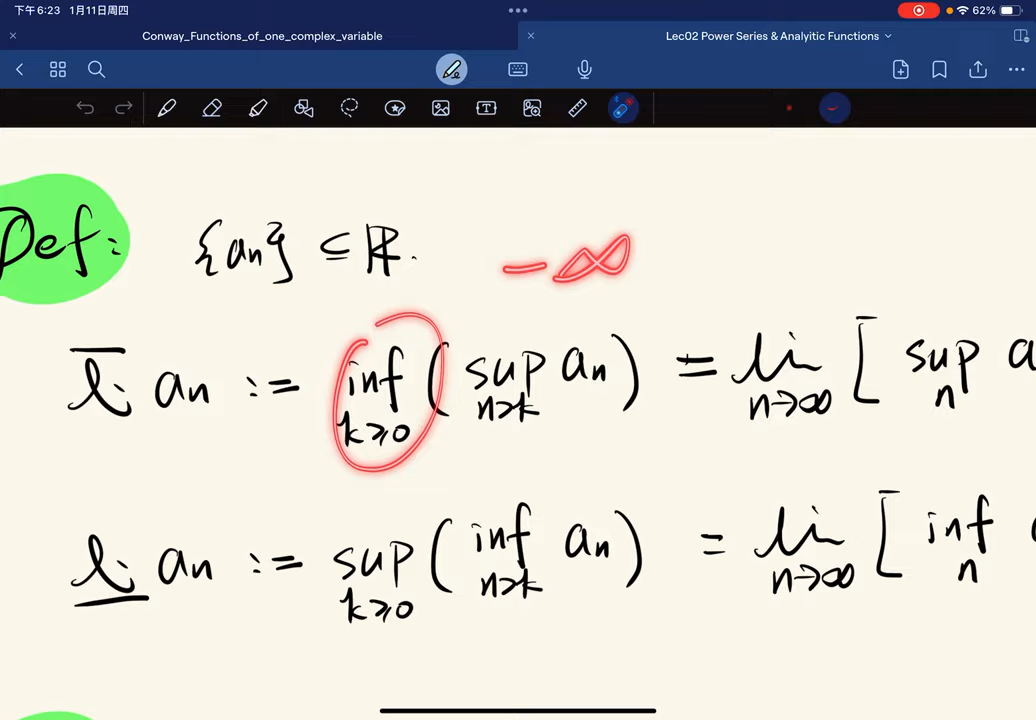 下午6:23 1月11日周四 62%
Conway_Functions_of_one_complex_variable
Lec02 Power Series & Analyitic Functions
Def: {an} ⊆ ℝ. -∞
l̅i̅m̅ an := inf k≥0 ( sup n>k an ) = lim n→∞ [ sup n a
l̲i̲m̲ an := sup k≥0 ( inf n>k an ) = lim n→∞ [ inf n a